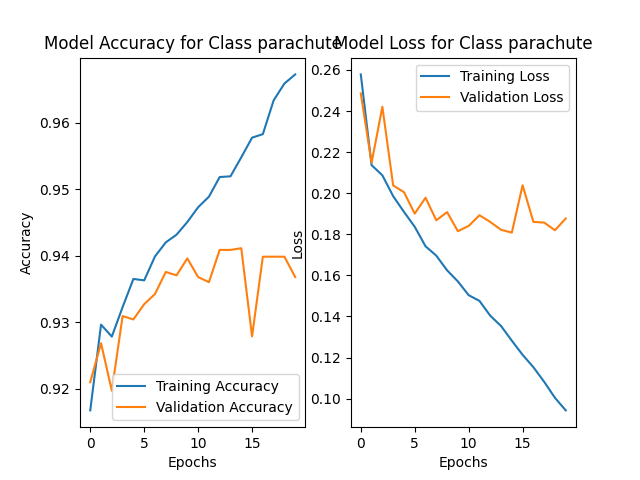 Model Accuracy for Class parachute
Model Loss for Class parachute
Accuracy
0.96
0.95
0.94
0.93
0.92
Training Accuracy
Validation Accuracy
0 5 10 15
Epochs
Loss
0.26
0.24
0.22
0.20
0.18
0.16
0.14
0.12
0.10
Training Loss
Validation Loss
0 5 10 15
Epochs